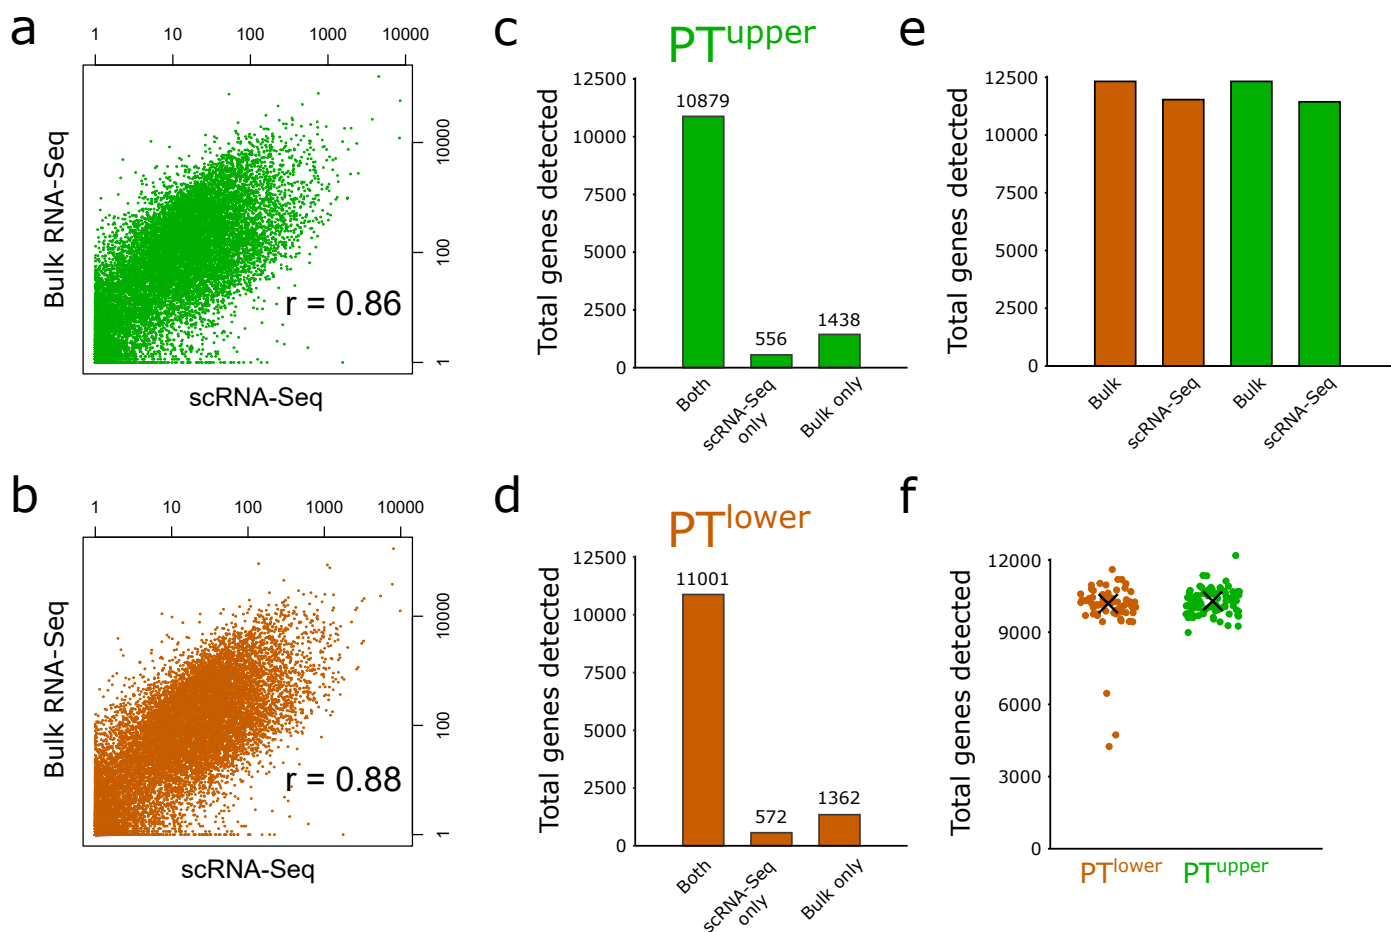 a
1 10 100 1000 10000
Bulk RNA-Seq
10000
100
1
r = 0.86
scRNA-Seq
b
1 10 100 1000 10000
Bulk RNA-Seq
10000
100
1
r = 0.88
scRNA-Seq
c
PTupper
Total genes detected
12500
10000
7500
5000
2500
0
10879
556
1438
Both
scRNA-Seq
only
Bulk only
d
PTlower
Total genes detected
12500
10000
7500
5000
2500
0
11001
572
1362
Both
scRNA-Seq
only
Bulk only
e
Total genes detected
12500
10000
7500
5000
2500
0
Bulk
scRNA-Seq
Bulk
scRNA-Seq
f
Total genes detected
12000
9000
6000
3000
0
PTlower PTupper